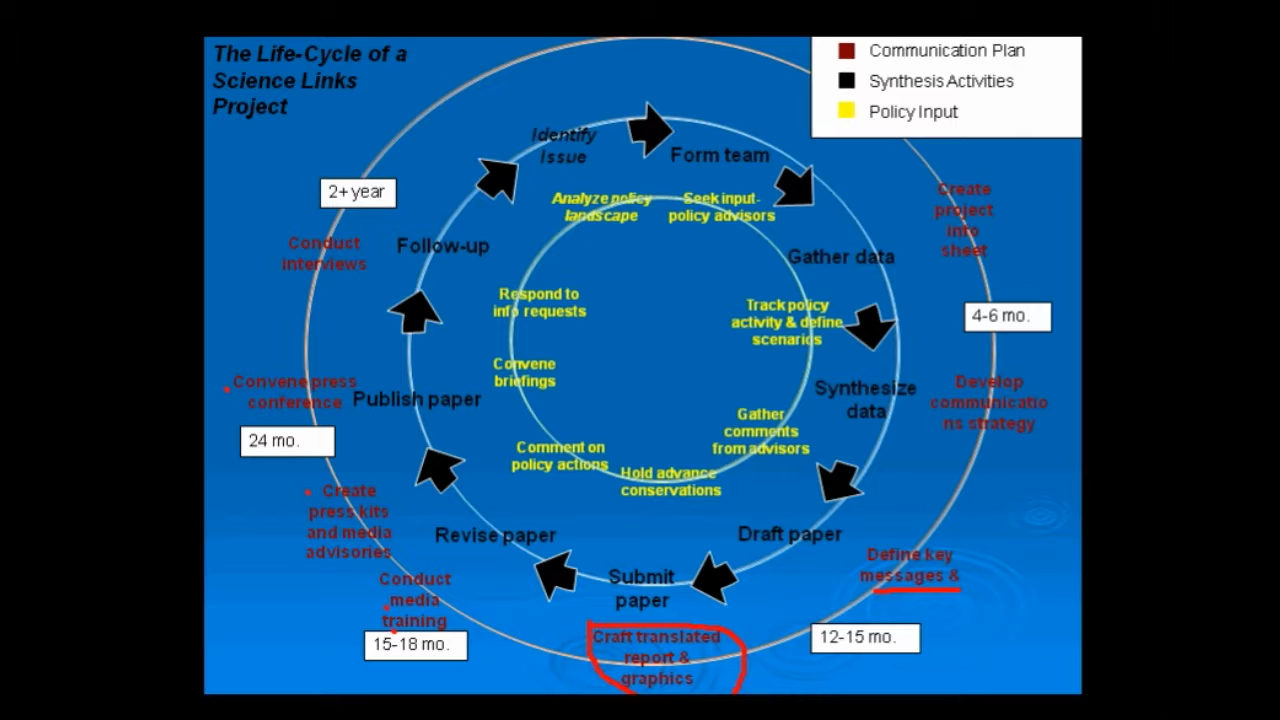 The Life-Cycle of a
Science Links
Project
Communication Plan
Synthesis Activities
Policy Input
Identify
Issue
Form team
Gather data
Synthesize
data
Draft paper
Submit
paper
Revise paper
Publish paper
Follow-up
Analyze policy
landscape
Seek input-
policy advisors
Track policy
activity & define
scenarios
Gather
comments
from advisors
Hold advance
conservations
Comment on
policy actions
Convene
briefings
Respond to
info requests
Create
project
info
sheet
4-6 mo.
Develop
communicatio
ns strategy
Define key
messages &
12-15 mo.
Craft translated
report &
graphics
15-18 mo.
Conduct
media
training
Create
press kits
and media
advisories
24 mo.
Convene press
conference
Conduct
interviews
2+ year